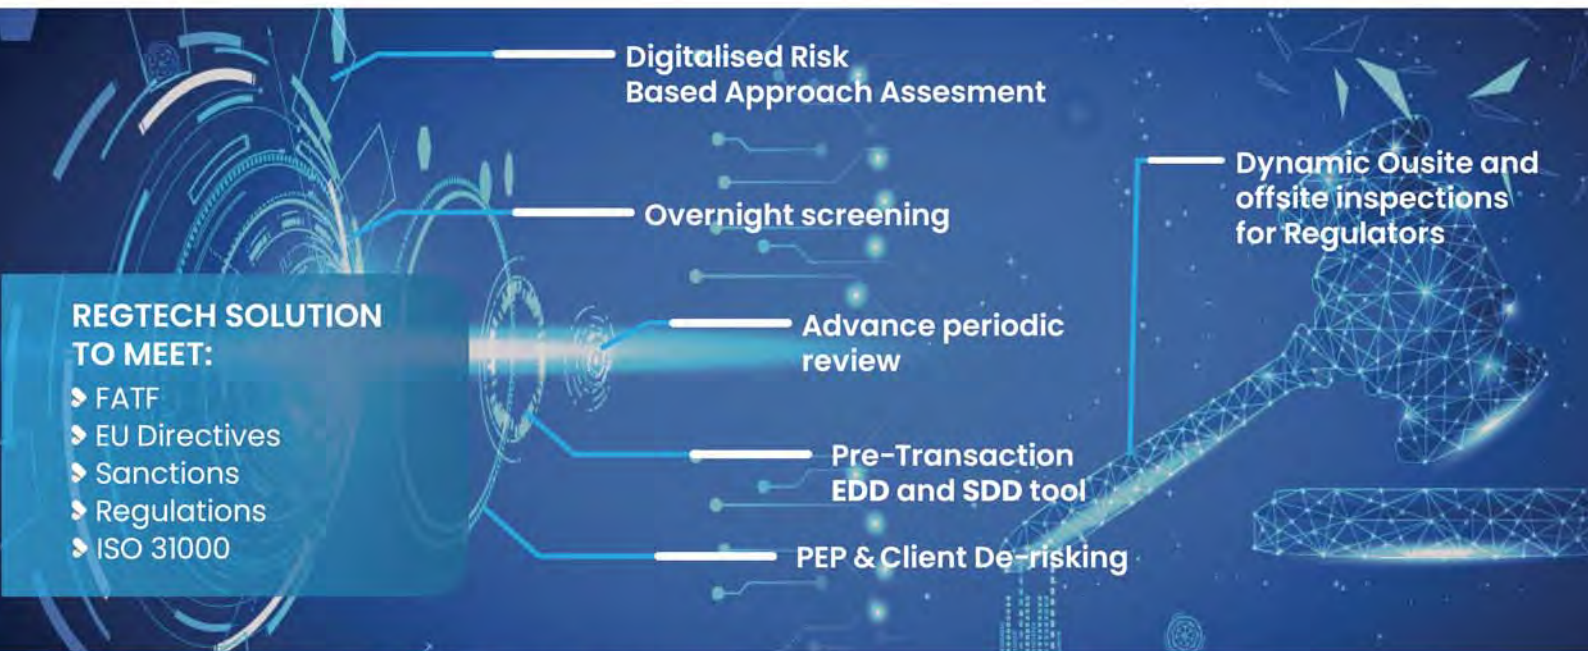 Digitalised Risk
Based Approach Assesment
Dynamic Ousite and
offsite inspections
for Regulators
Overnight screening
REGTECH SOLUTION
TO MEET:
FATF
EU Directives
Sanctions
Regulations
ISO 31000
Advance periodic
review
Pre-Transaction
EDD and SDD tool
PEP & Client De-risking